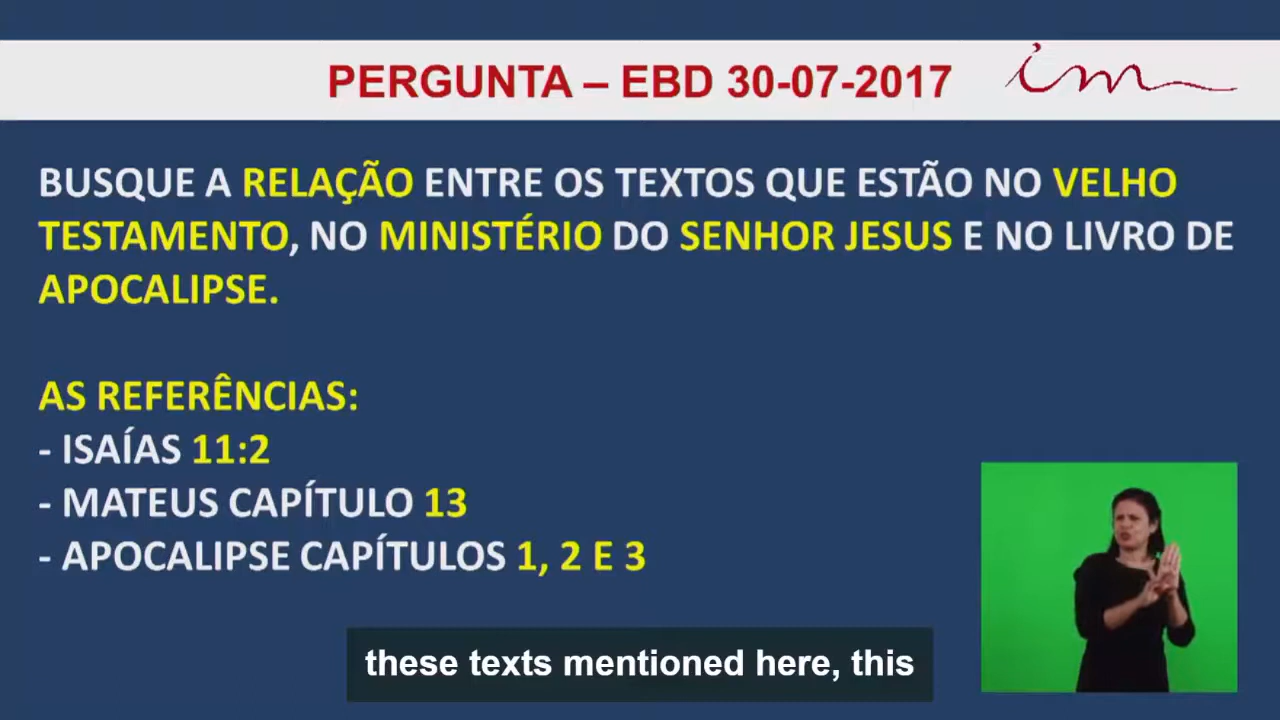 PERGUNTA – EBD 30-07-2017
im
BUSQUE A RELAÇÃO ENTRE OS TEXTOS QUE ESTÃO NO VELHO
TESTAMENTO, NO MINISTÉRIO DO SENHOR JESUS E NO LIVRO DE
APOCALIPSE.
AS REFERÊNCIAS:
- ISAÍAS 11:2
- MATEUS CAPÍTULO 13
- APOCALIPSE CAPÍTULOS 1, 2 E 3
these texts mentioned here, this